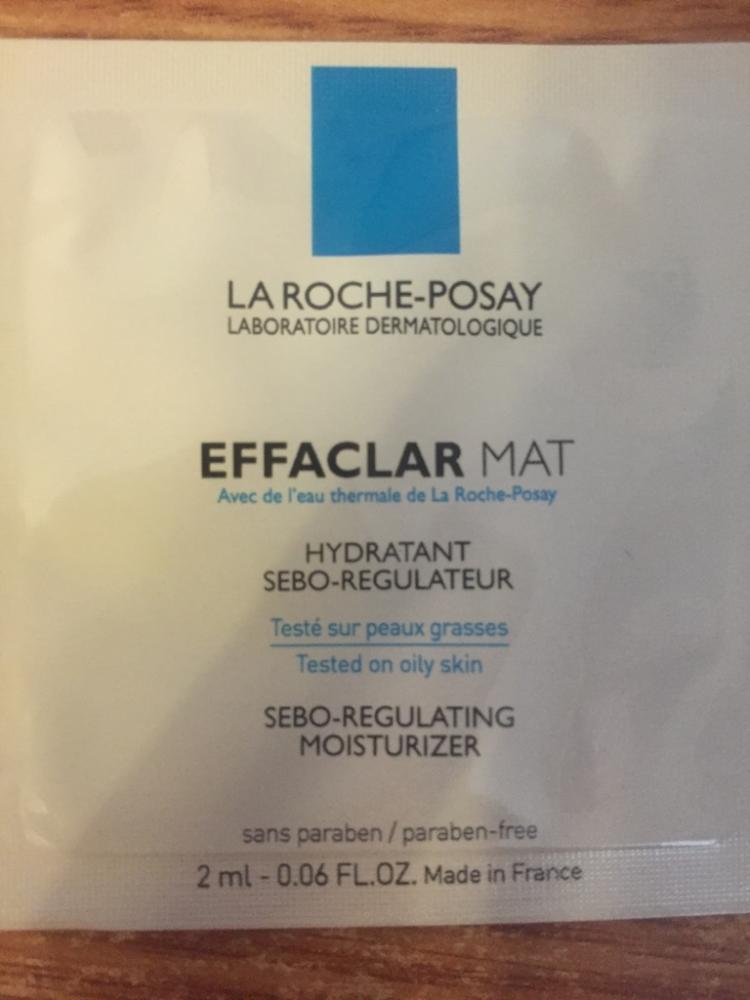 LA ROCHE-POSAY
LABORATOIRE DERMATOLOGIQUE
EFFACLAR MAT
Avec de l'eau thermale de La Roche-Posay
HYDRATANT
SEBO-REGULATEUR
Testé sur peaux grasses
Tested on oily skin
SEBO-REGULATING
MOISTURIZER
sans paraben / paraben-free
2 ml - 0.06 FL.OZ. Made in France